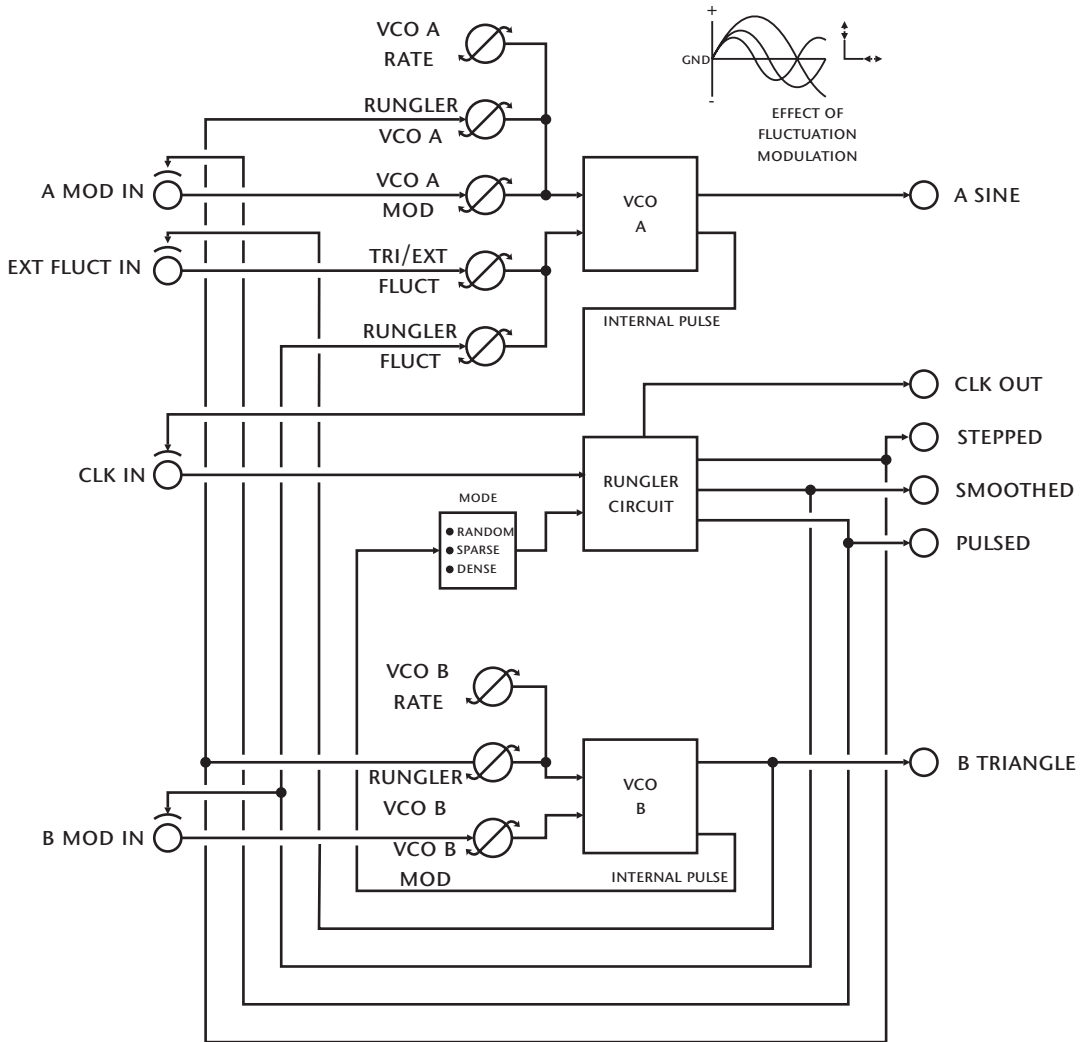 VCO A
RATE
+
GND
-
EFFECT OF
FLUCTUATION
MODULATION
RUNGLER
VCO A
A MOD IN
VCO A
MOD
VCO
A
A SINE
EXT FLUCT IN
TRI/EXT
FLUCT
INTERNAL PULSE
RUNGLER
FLUCT
CLK OUT
STEPPED
CLK IN
RUNGLER
CIRCUIT
SMOOTHED
MODE
RANDOM
SPARSE
DENSE
PULSED
VCO B
RATE
RUNGLER
VCO B
VCO
B
B TRIANGLE
B MOD IN
VCO B
MOD
INTERNAL PULSE